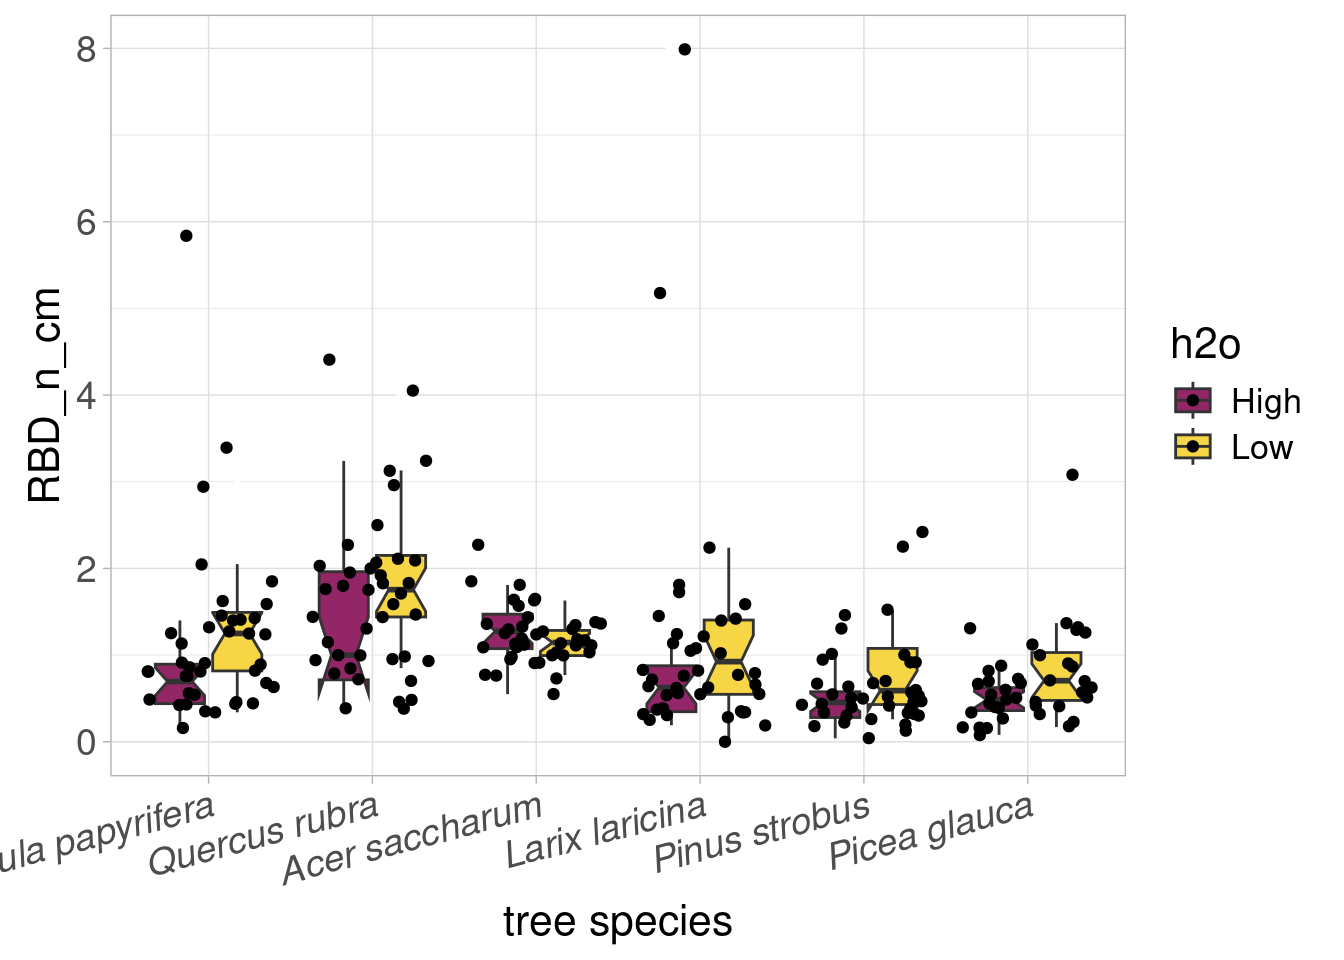 8
6
4
2
0
RBD_n_cm
ula papyrifera
Quercus rubra
Acer saccharum
Larix laricina
Pinus strobus
Picea glauca
tree species
h2o
High
Low